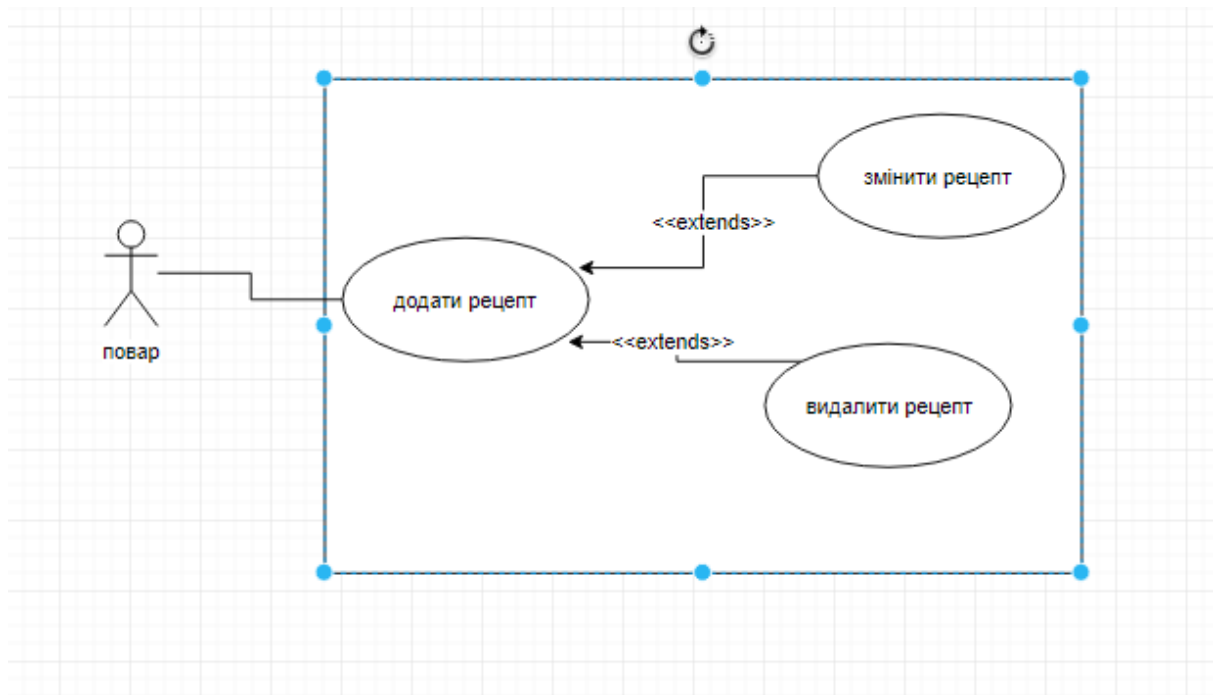 змінити рецепт
<<extends>>
додати рецепт
<<extends>>
повар
видалити рецепт